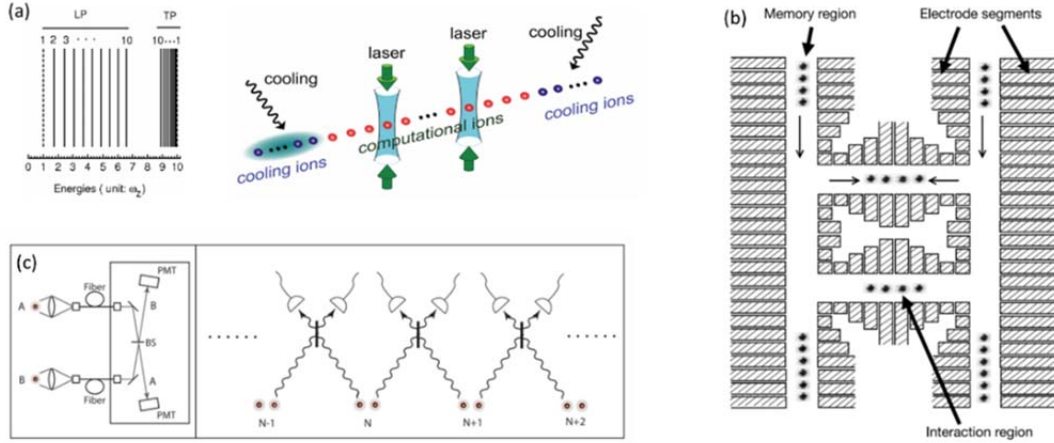 (a)
LP
TP
1 2 3 · · · 10
10···1
0 1 2 3 4 5 6 7 8 9 10
Energies ( unit: ω_z)
cooling
laser
laser
cooling
cooling ions
computational ions
cooling ions
(b)
Memory region
Electrode segments
Interaction region
(c)
Fiber
PMT
A
B
BS
B
A
Fiber
PMT
N-1
N
N+1
N+2